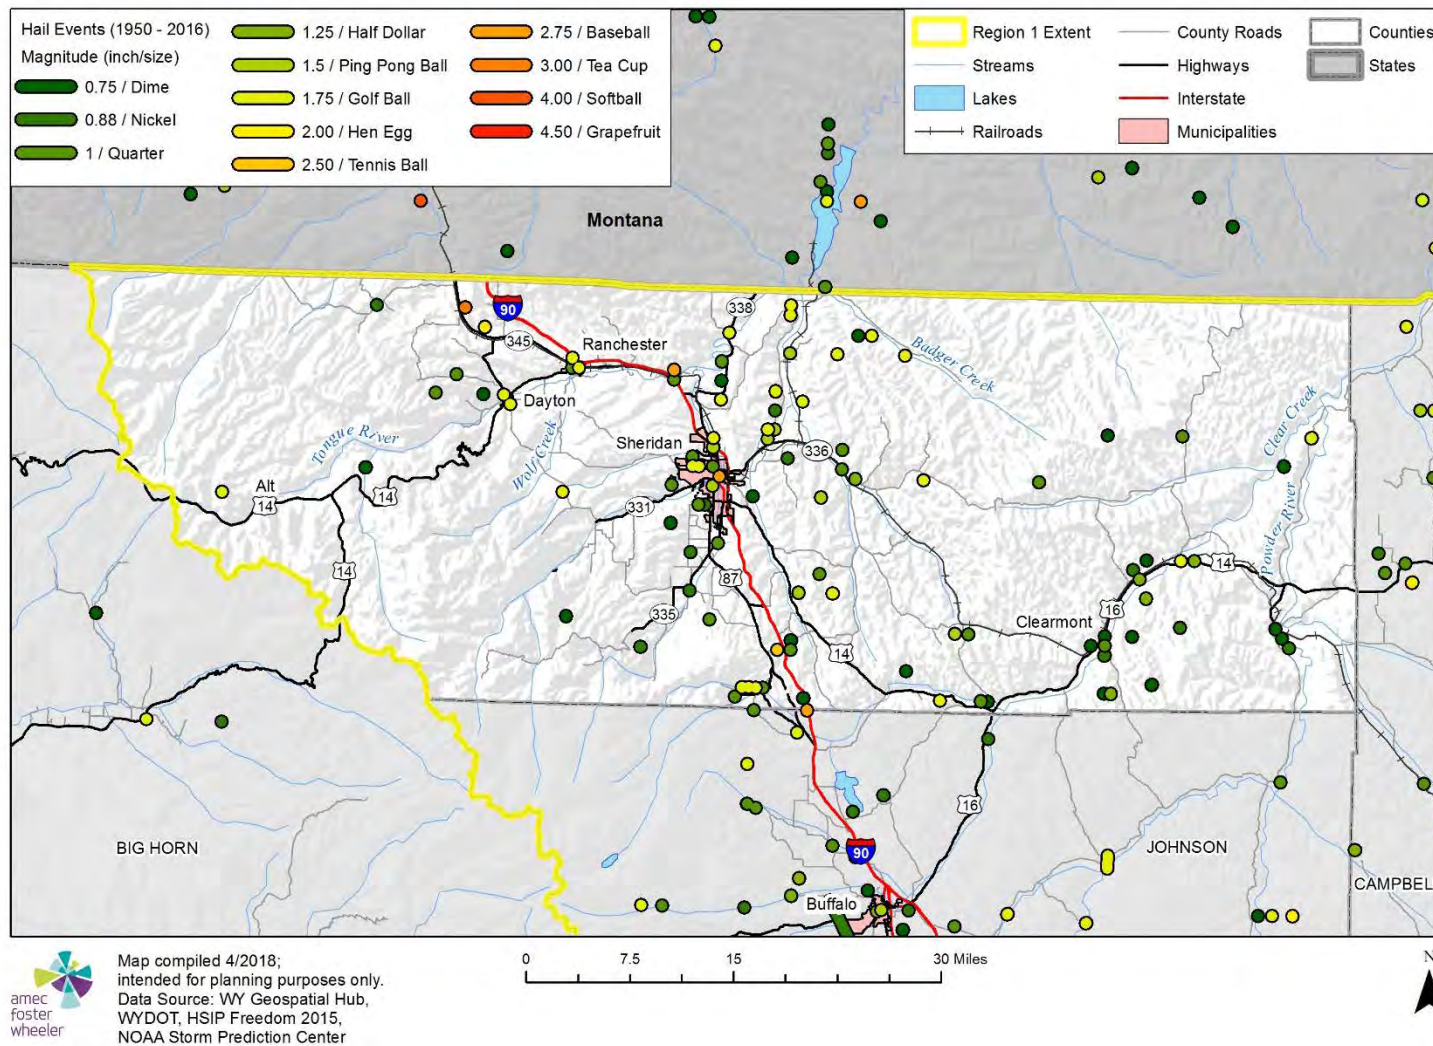 Hail Events (1950 - 2016)
Magnitude (inch/size)
0.75 / Dime
0.88 / Nickel
1 / Quarter
1.25 / Half Dollar
1.5 / Ping Pong Ball
1.75 / Golf Ball
2.00 / Hen Egg
2.50 / Tennis Ball
2.75 / Baseball
3.00 / Tea Cup
4.00 / Softball
4.50 / Grapefruit
Region 1 Extent
Streams
Lakes
Railroads
County Roads
Highways
Interstate
Municipalities
Counties
States
Montana
90
338
345
Ranchester
Badger Creek
Dayton
Tongue River
Wolf Creek
Sheridan
336
Clear Creek
Alt
14
14
331
Powder River
14
87
14
335
16
Clearmont
14
16
BIG HORN
90
JOHNSON
CAMPBEL
Buffalo
amec
foster
wheeler
Map compiled 4/2018;
intended for planning purposes only.
Data Source: WY Geospatial Hub,
WYDOT, HSIP Freedom 2015,
NOAA Storm Prediction Center
0 7.5 15 30 Miles
N